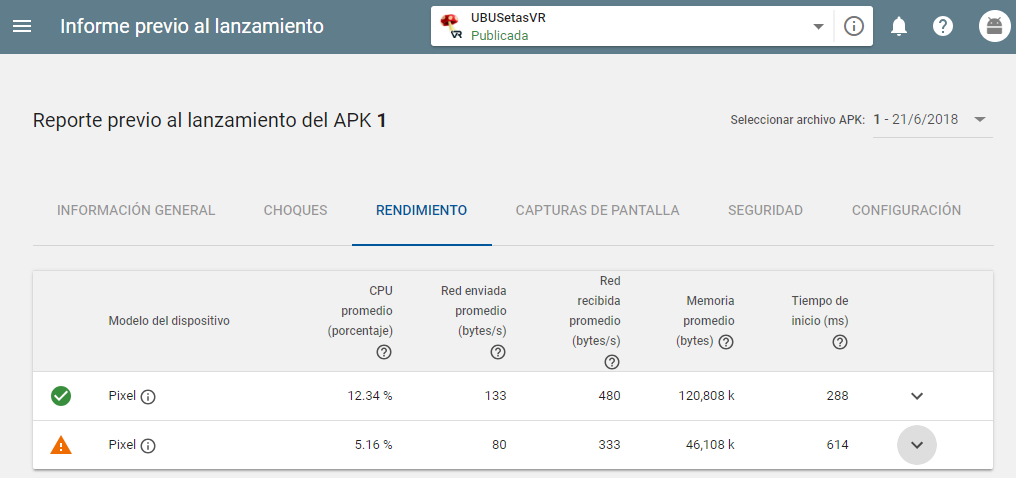 Informe previo al lanzamiento
UBUSetasVR
Publicada
VR
Reporte previo al lanzamiento del APK 1
Seleccionar archivo APK: 1 - 21/6/2018
INFORMACIÓN GENERAL CHOQUES RENDIMIENTO CAPTURAS DE PANTALLA SEGURIDAD CONFIGURACIÓN
Modelo del dispositivo
CPU
promedio
(porcentaje)
Red enviada
promedio
(bytes/s)
Red
recibida
promedio
(bytes/s)
Memoria
promedio
(bytes)
Tiempo de
inicio (ms)
Pixel 12.34 % 133 480 120,808 k 288
Pixel 5.16 % 80 333 46,108 k 614